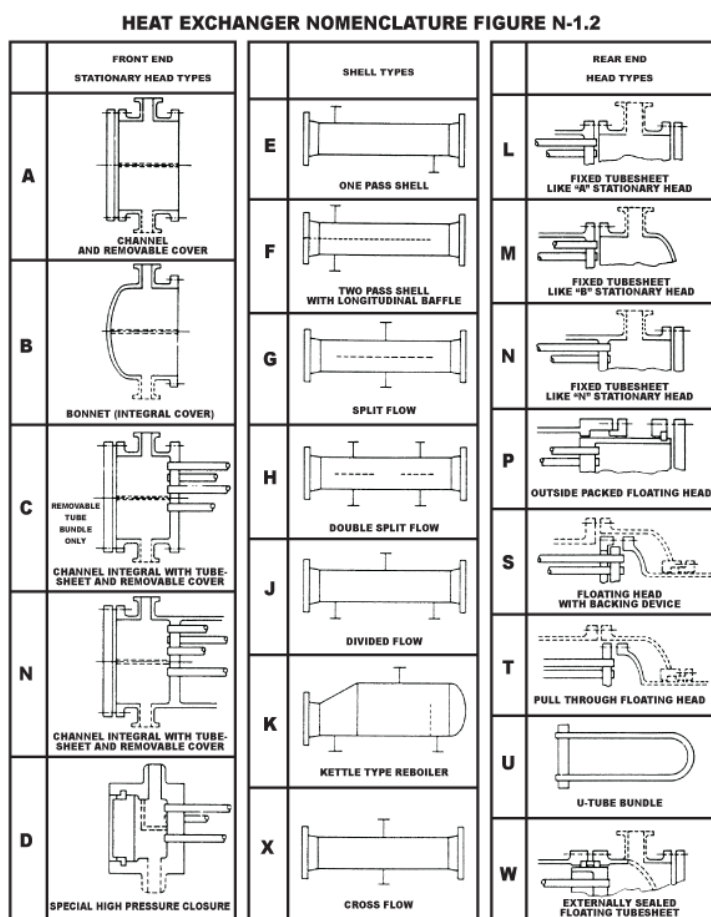 HEAT EXCHANGER NOMENCLATURE FIGURE N-1.2
FRONT END
STATIONARY HEAD TYPES
A
CHANNEL
AND REMOVABLE COVER
B
BONNET (INTEGRAL COVER)
C
REMOVABLE
TUBE
BUNDLE
ONLY
CHANNEL INTEGRAL WITH TUBE-
SHEET AND REMOVABLE COVER
N
CHANNEL INTEGRAL WITH TUBE-
SHEET AND REMOVABLE COVER
D
SPECIAL HIGH PRESSURE CLOSURE
SHELL TYPES
E
ONE PASS SHELL
F
TWO PASS SHELL
WITH LONGITUDINAL BAFFLE
G
SPLIT FLOW
H
DOUBLE SPLIT FLOW
J
DIVIDED FLOW
K
KETTLE TYPE REBOILER
X
CROSS FLOW
REAR END
HEAD TYPES
L
FIXED TUBESHEET
LIKE "A" STATIONARY HEAD
M
FIXED TUBESHEET
LIKE "B" STATIONARY HEAD
N
FIXED TUBESHEET
LIKE "N" STATIONARY HEAD
P
OUTSIDE PACKED FLOATING HEAD
S
FLOATING HEAD
WITH BACKING DEVICE
T
PULL THROUGH FLOATING HEAD
U
U-TUBE BUNDLE
W
EXTERNALLY SEALED
FLOATING TUBESHEET